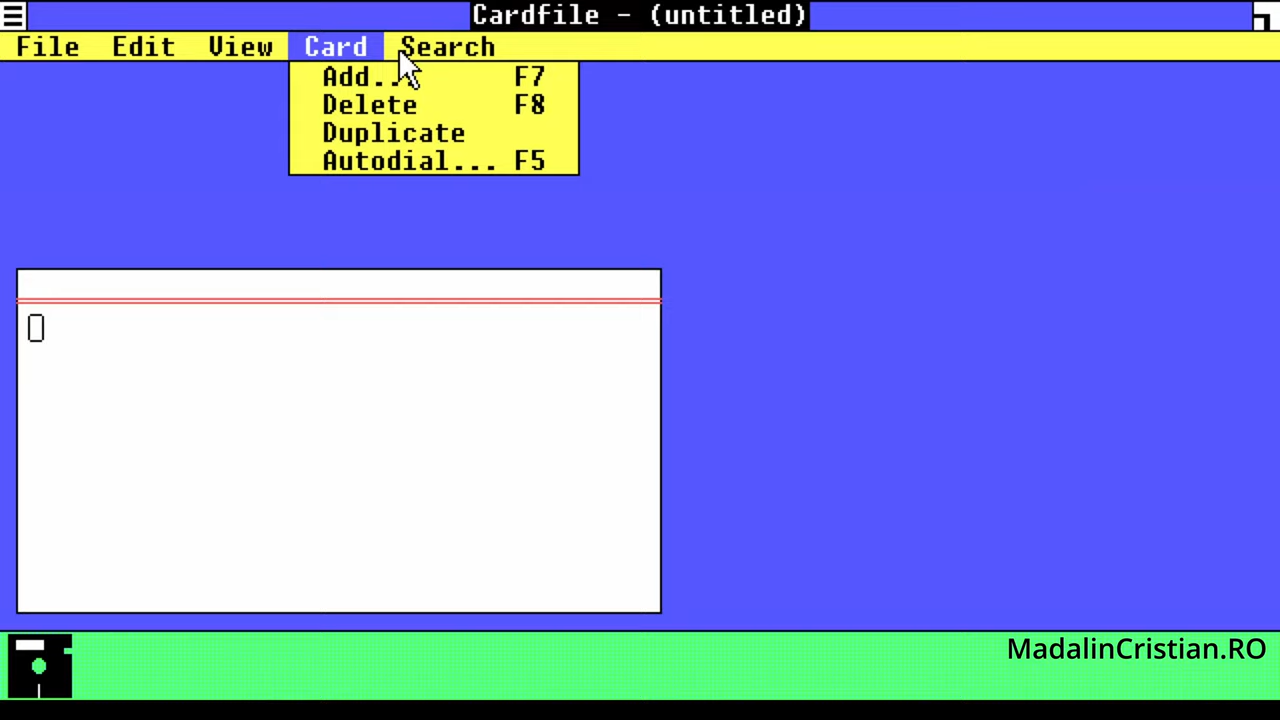 Cardfile - (untitled)
File Edit View Card Search
Add... F7
Delete F8
Duplicate
Autodial... F5
MadalinCristian.RO